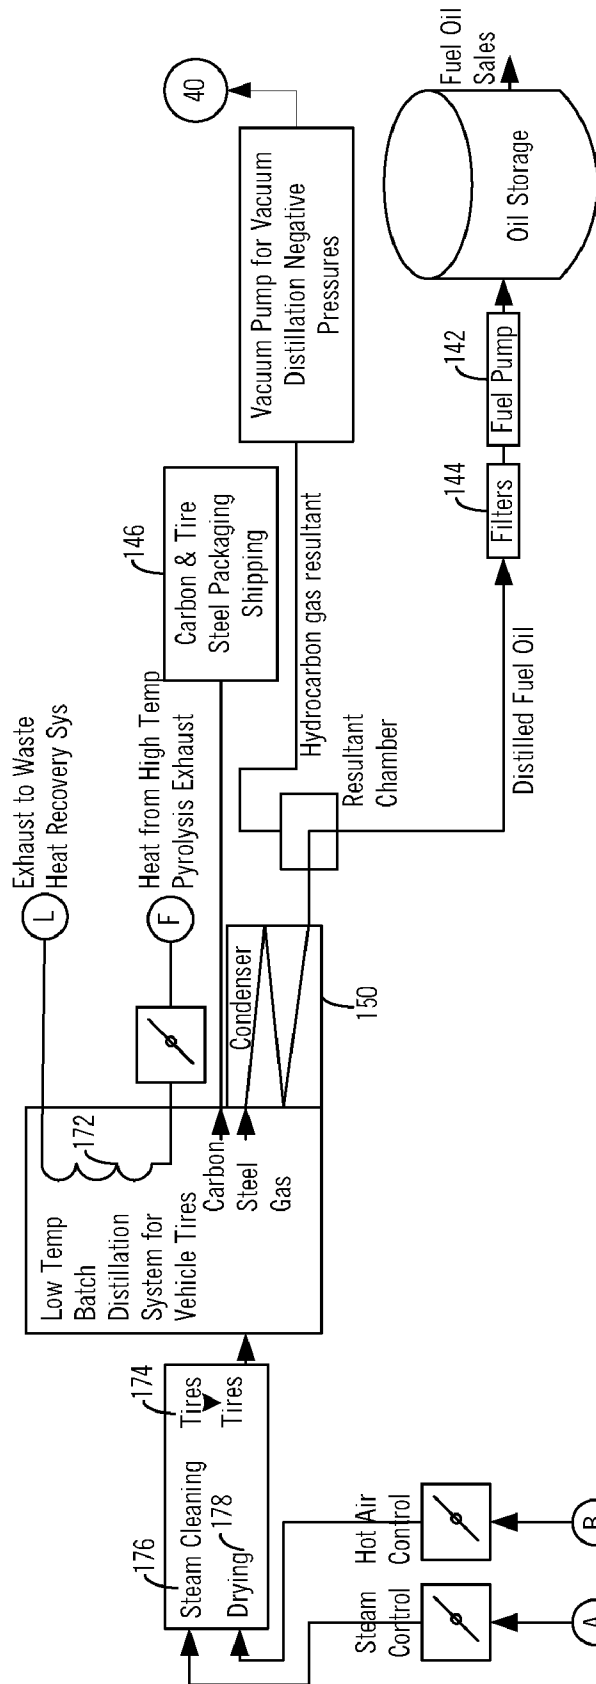 176
Steam Cleaning
Drying
178
174
Tires
Tires
Steam
Control
Hot Air
Control
A
B
Low Temp
Batch
Distillation
System for
Vehicle Tires
172
Carbon
Steel
Gas
Condenser
150
L
Exhaust to Waste
Heat Recovery Sys
F
Heat from High Temp
Pyrolysis Exhaust
146
Carbon & Tire
Steel Packaging
Shipping
Resultant
Chamber
Hydrocarbon gas resultant
Vacuum Pump for Vacuum
Distillation Negative
Pressures
40
Distilled Fuel Oil
144
Filters
142
Fuel Pump
Oil Storage
Fuel Oil
Sales